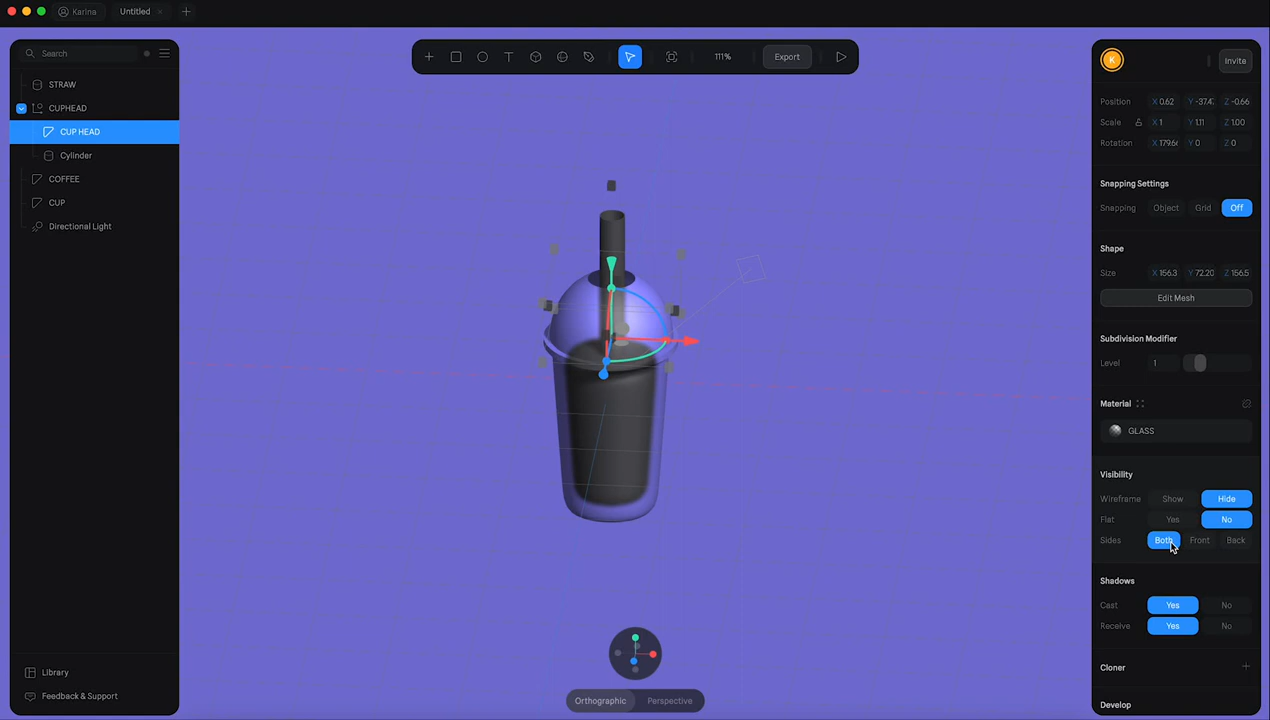 Karina
Untitled
Search
STRAW
CUPHEAD
CUP HEAD
Cylinder
COFFEE
CUP
Directional Light
Library
Feedback & Support
T
111%
Export
Orthographic
Perspective
K
Invite
Position X 0.62 Y -37.4 Z -0.66
Scale X 1 Y 1.11 Z 1.00
Rotation X 179.6 Y 0 Z 0
Snapping Settings
Snapping Object Grid Off
Shape
Size X 156.3 Y 72.20 Z 156.5
Edit Mesh
Subdivision Modifier
Level 1
Material
GLASS
Visibility
Wireframe Show Hide
Flat Yes No
Sides Both Front Back
Shadows
Cast Yes No
Receive Yes No
Cloner
Develop